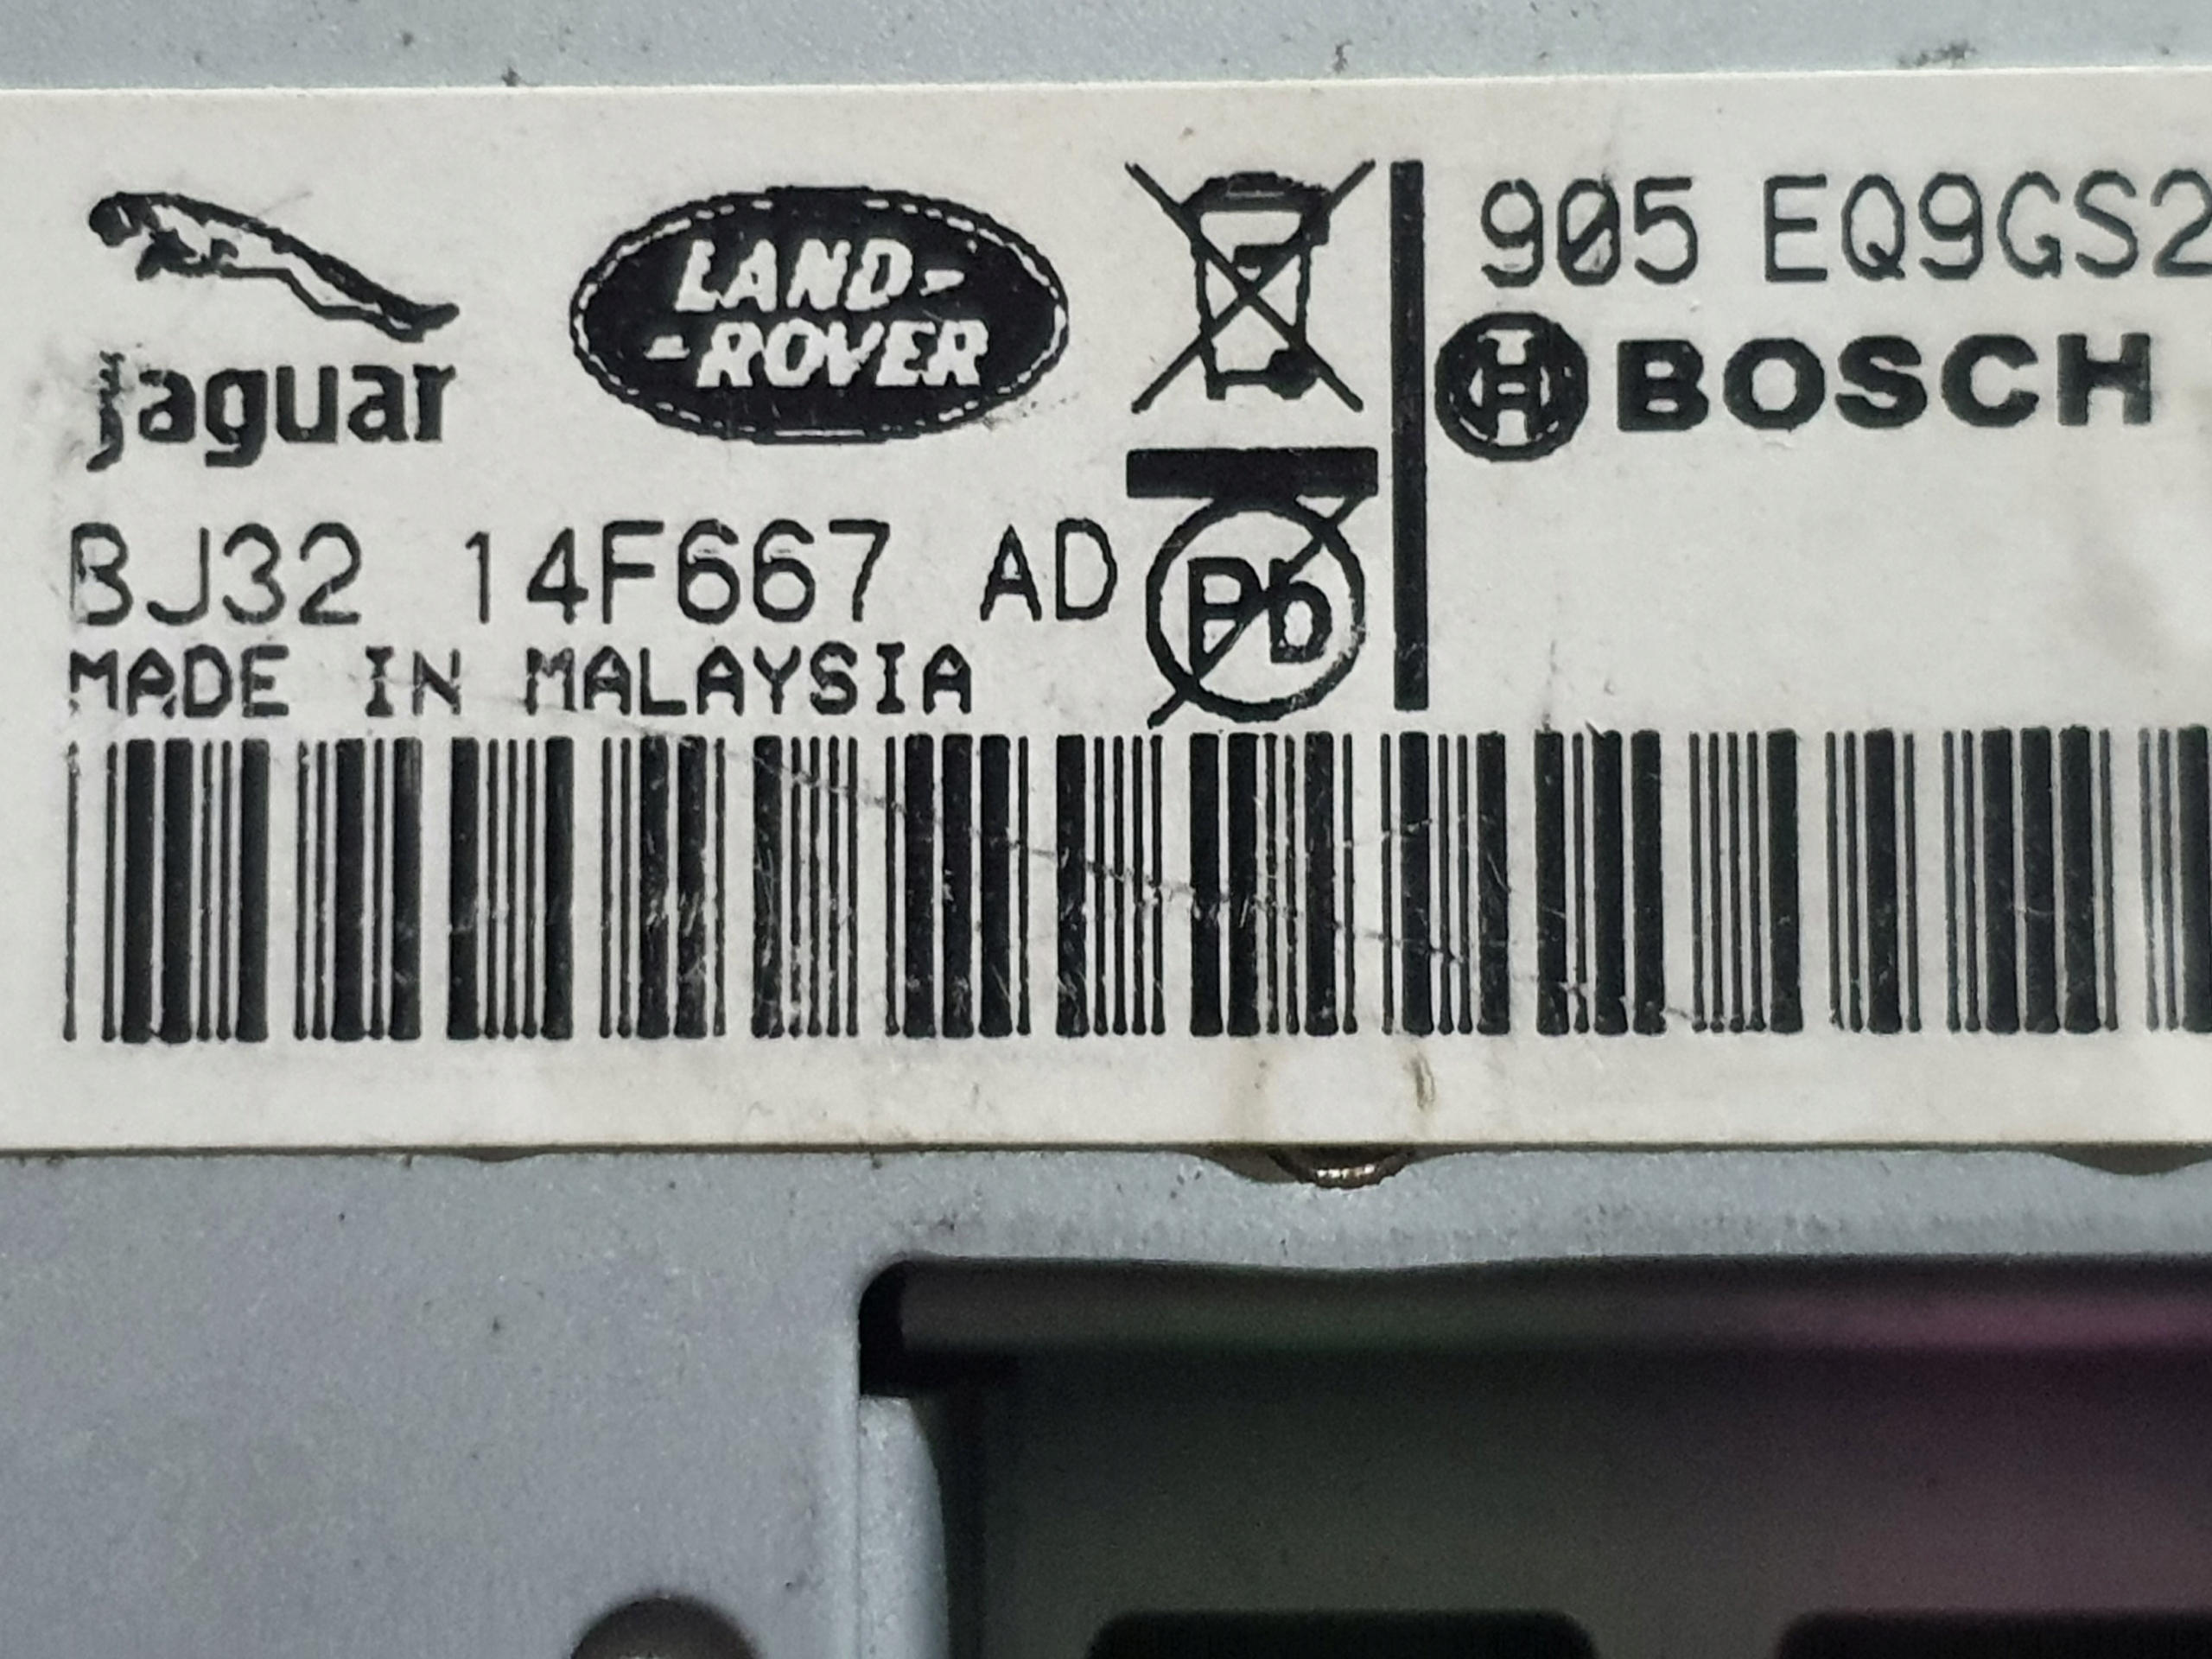 jaguar
LAND-
-ROVER
905 EQ9GS2
BOSCH
BJ32 14F667 AD
Pb
MADE IN MALAYSIA